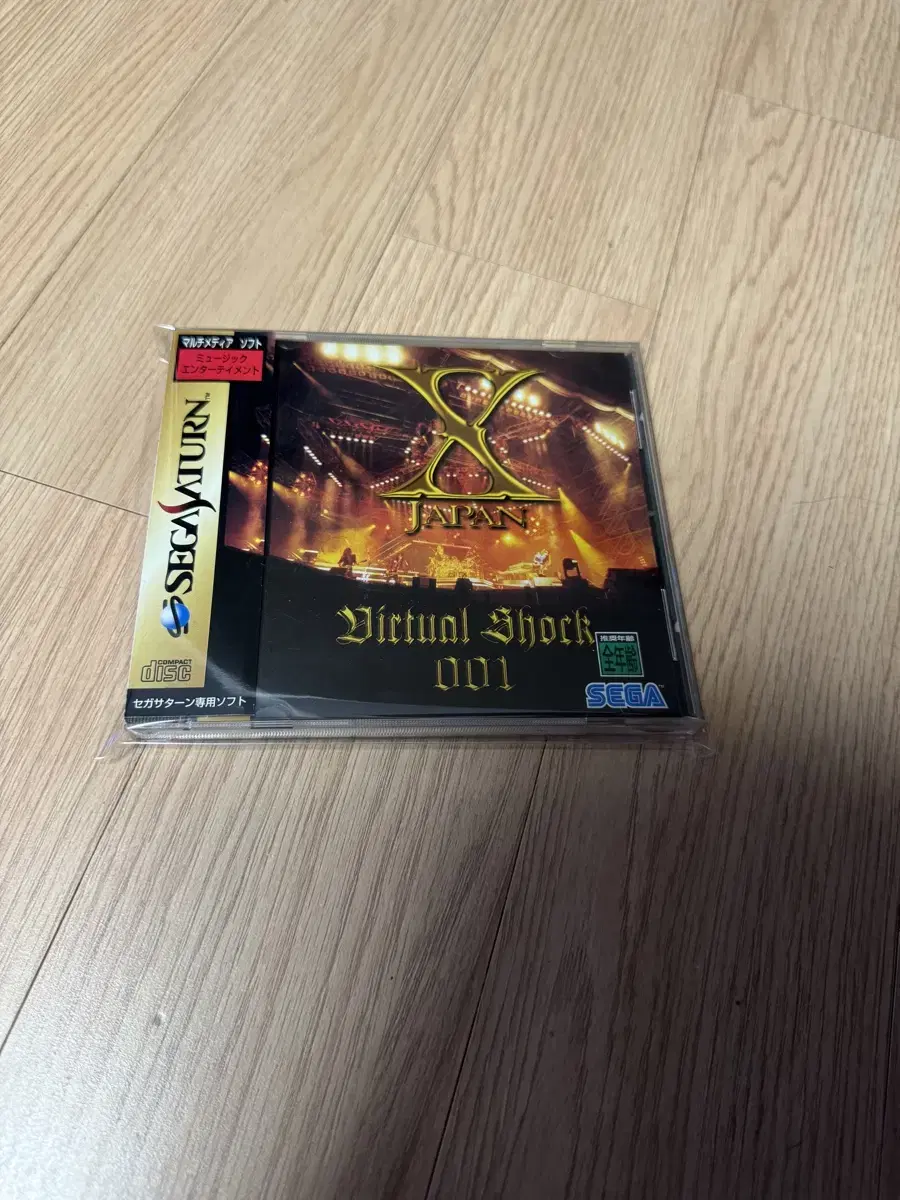 マルチメディア ソフト
ミュージック
エンターテイメント
SEGA SATURN™
COMPACT
disc
セガサターン専用ソフト
X
JAPAN
Virtual Shock
001
推奨年齢
全年齢
SEGA™